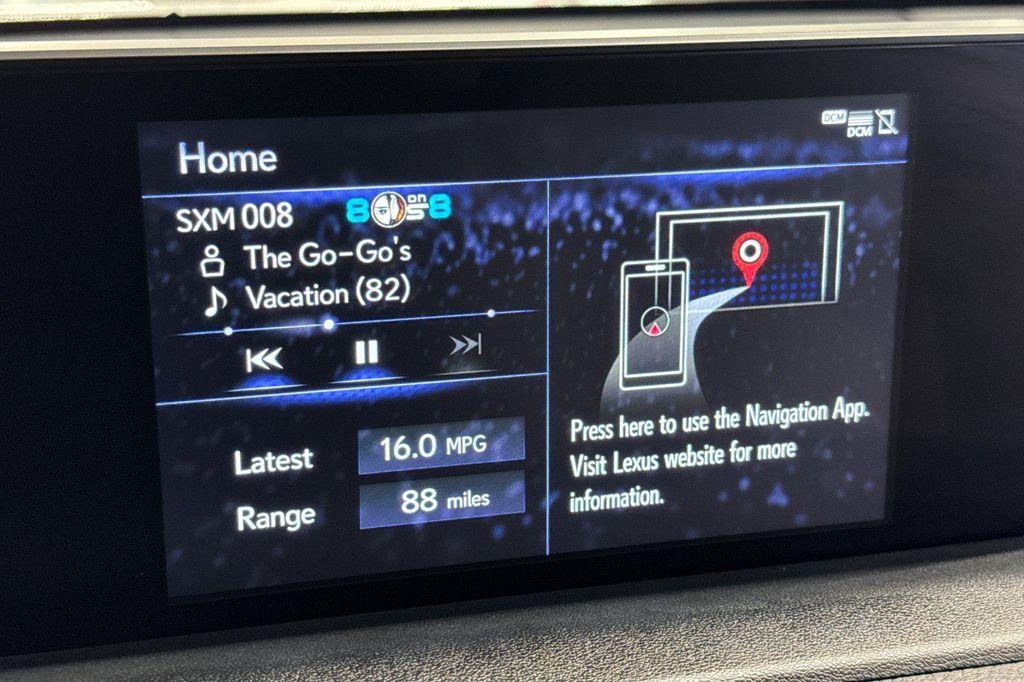 DCM
DCM
Home
SXM 008
8 on 8
The Go-Go's
Vacation (82)
Latest
16.0 MPG
Range
88 miles
Press here to use the Navigation App.
Visit Lexus website for more
information.